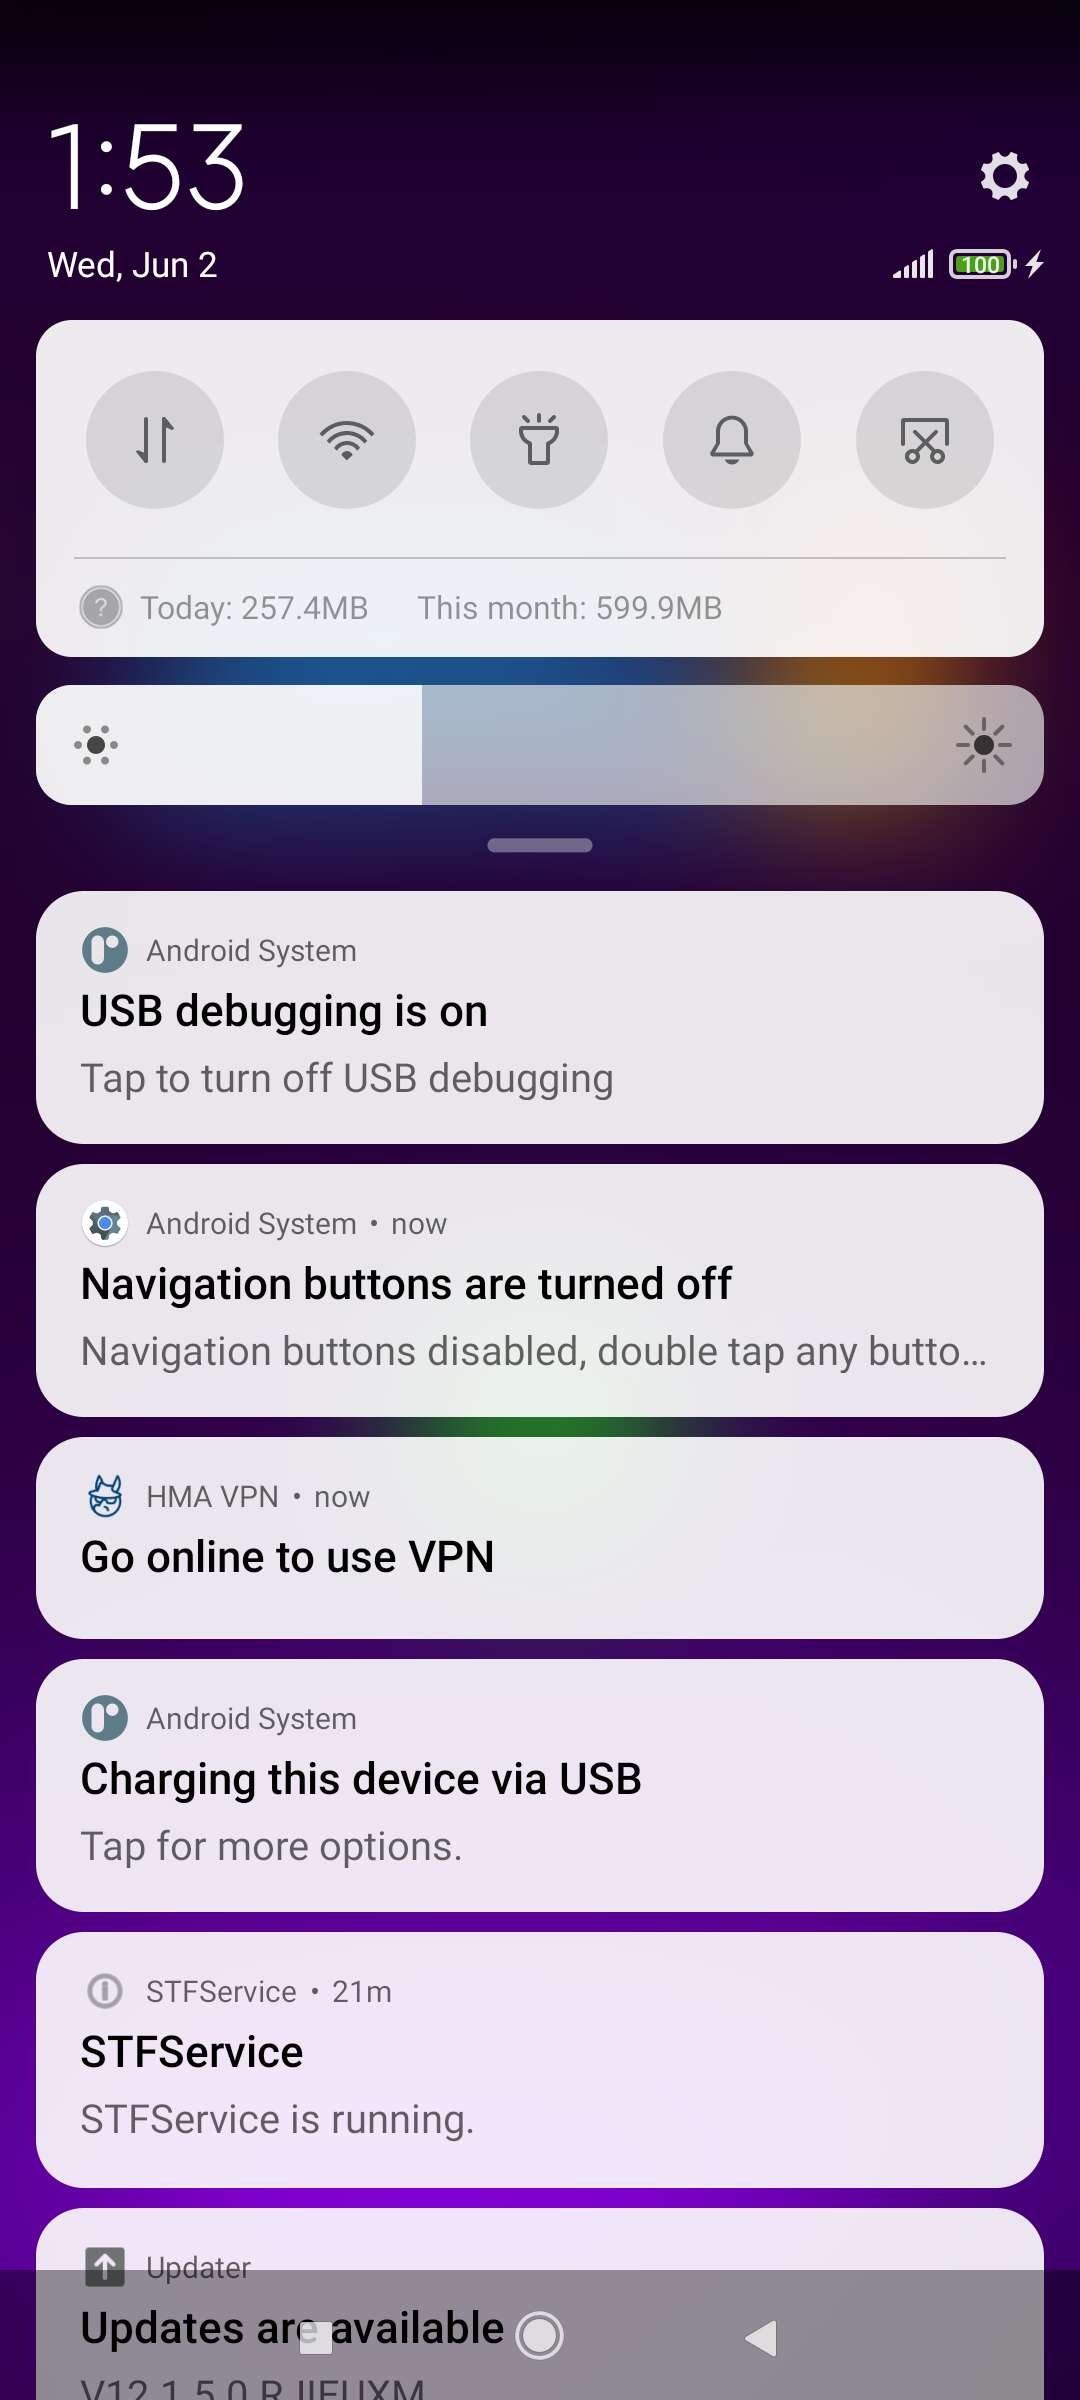 1:53
Wed, Jun 2
100
Today: 257.4MB This month: 599.9MB
Android System
USB debugging is on
Tap to turn off USB debugging
Android System • now
Navigation buttons are turned off
Navigation buttons disabled, double tap any butto…
HMA VPN • now
Go online to use VPN
Android System
Charging this device via USB
Tap for more options.
STFService • 21m
STFService
STFService is running.
Updater
Updates are available